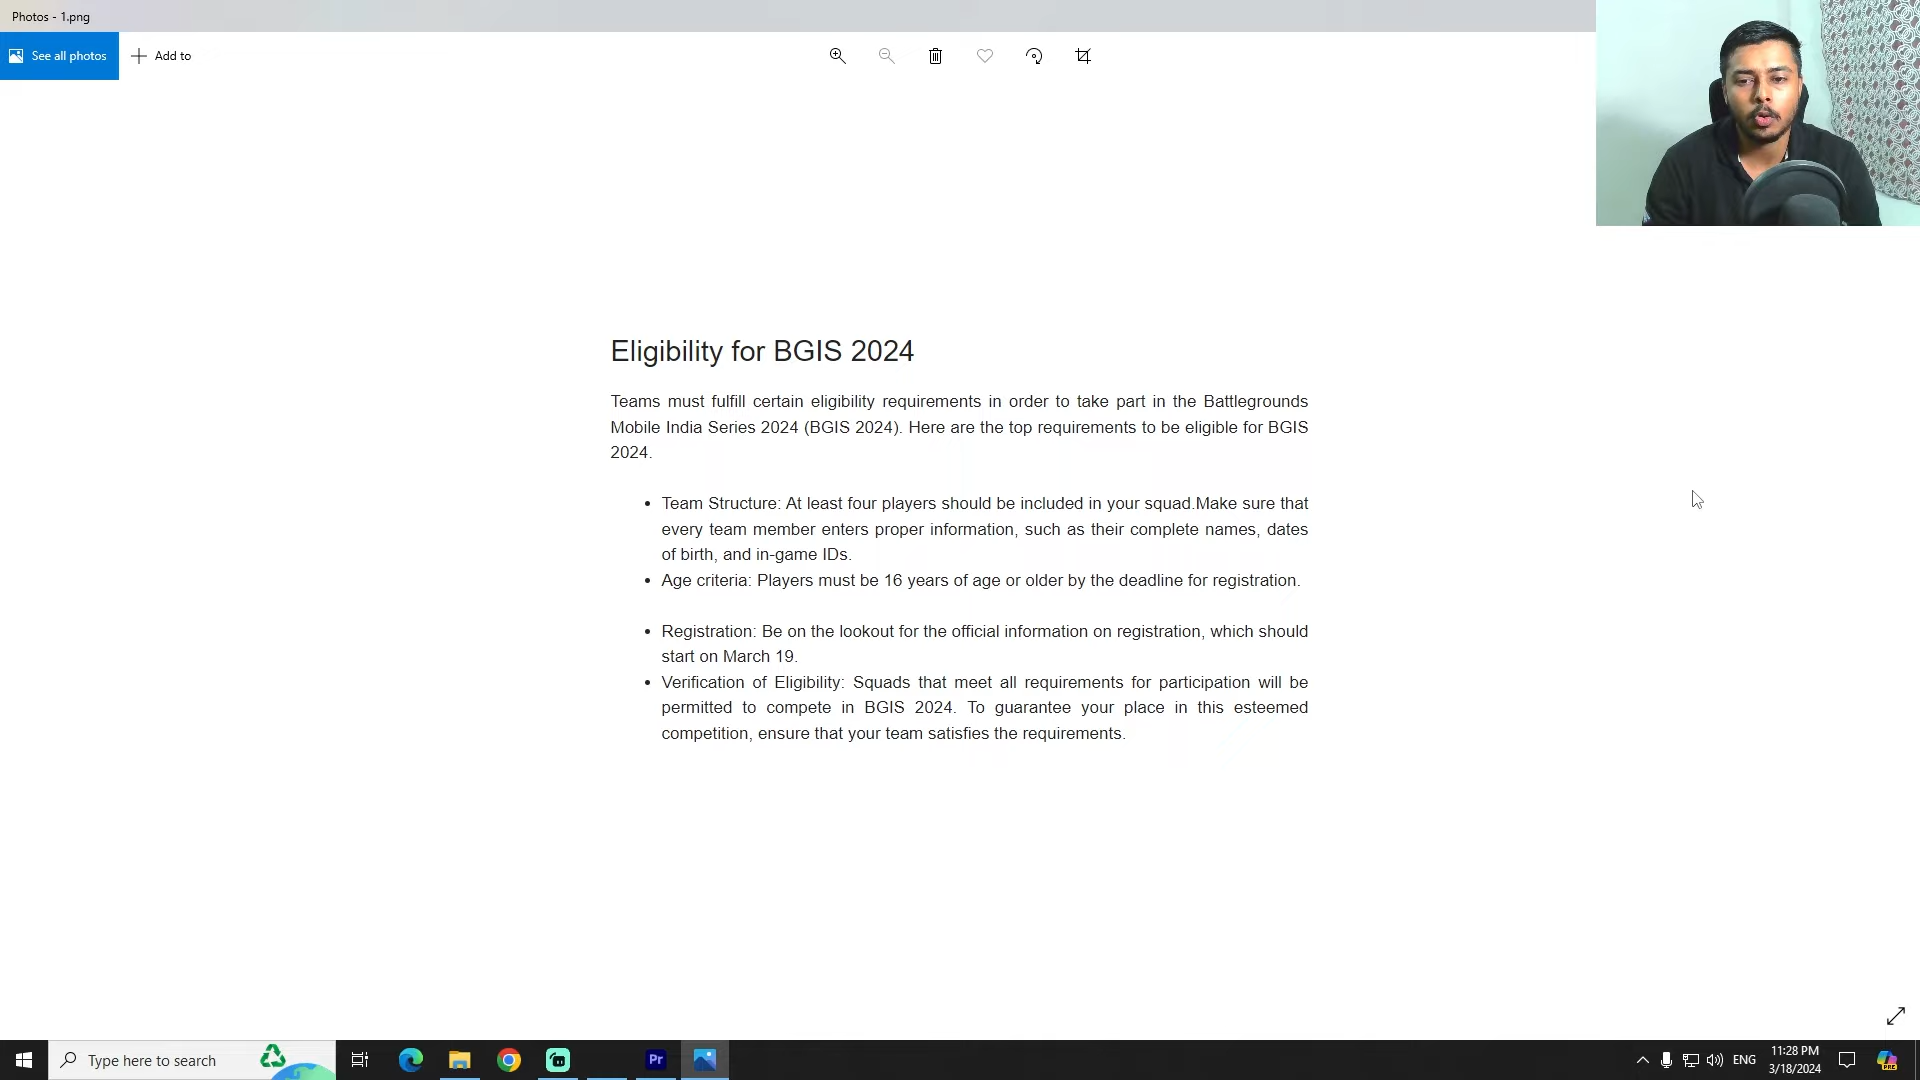 Photos - 1.png
See all photos
Add to
Eligibility for BGIS 2024
Teams must fulfill certain eligibility requirements in order to take part in the Battlegrounds
Mobile India Series 2024 (BGIS 2024). Here are the top requirements to be eligible for BGIS
2024.
• Team Structure: At least four players should be included in your squad.Make sure that
every team member enters proper information, such as their complete names, dates
of birth, and in-game IDs.
• Age criteria: Players must be 16 years of age or older by the deadline for registration.
• Registration: Be on the lookout for the official information on registration, which should
start on March 19.
• Verification of Eligibility: Squads that meet all requirements for participation will be
permitted to compete in BGIS 2024. To guarantee your place in this esteemed
competition, ensure that your team satisfies the requirements.
Type here to search
Pr
ENG
11:28 PM
3/18/2024
PRE